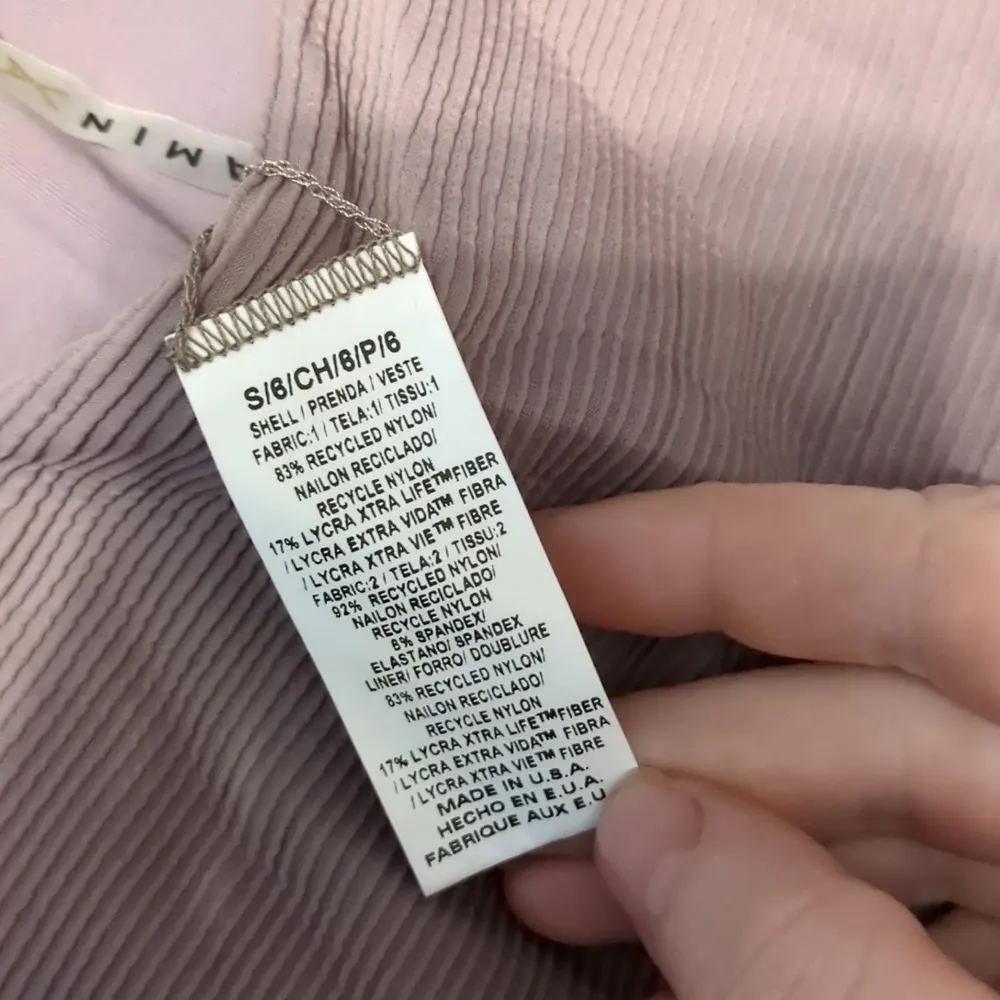 AMIN
S/6/CH/6/P/6
SHELL / PRENDA / VESTE
FABRIC:1 / TELA:1/ TISSU:1
83% RECYCLED NYLON/
NAILON RECICLADO/
RECYCLE NYLON
17% LYCRA XTRA LIFE™FIBER
/ LYCRA EXTRA VIDA™ FIBRA
/ LYCRA XTRA VIE™ FIBRE
FABRIC:2 / TELA:2 / TISSU:2
92% RECYCLED NYLON/
NAILON RECICLADO/
RECYCLE NYLON
8% SPANDEX/
ELASTANO/ SPANDEX
LINER/ FORRO/ DOUBLURE
83% RECYCLED NYLON/
NAILON RECICLADO/
RECYCLE NYLON
17% LYCRA XTRA LIFE™FIBER
/ LYCRA EXTRA VIDA™ FIBRA
/ LYCRA XTRA VIE™ FIBRE
MADE IN U.S.A.
HECHO EN E.U.A.
FABRIQUE AUX E.U